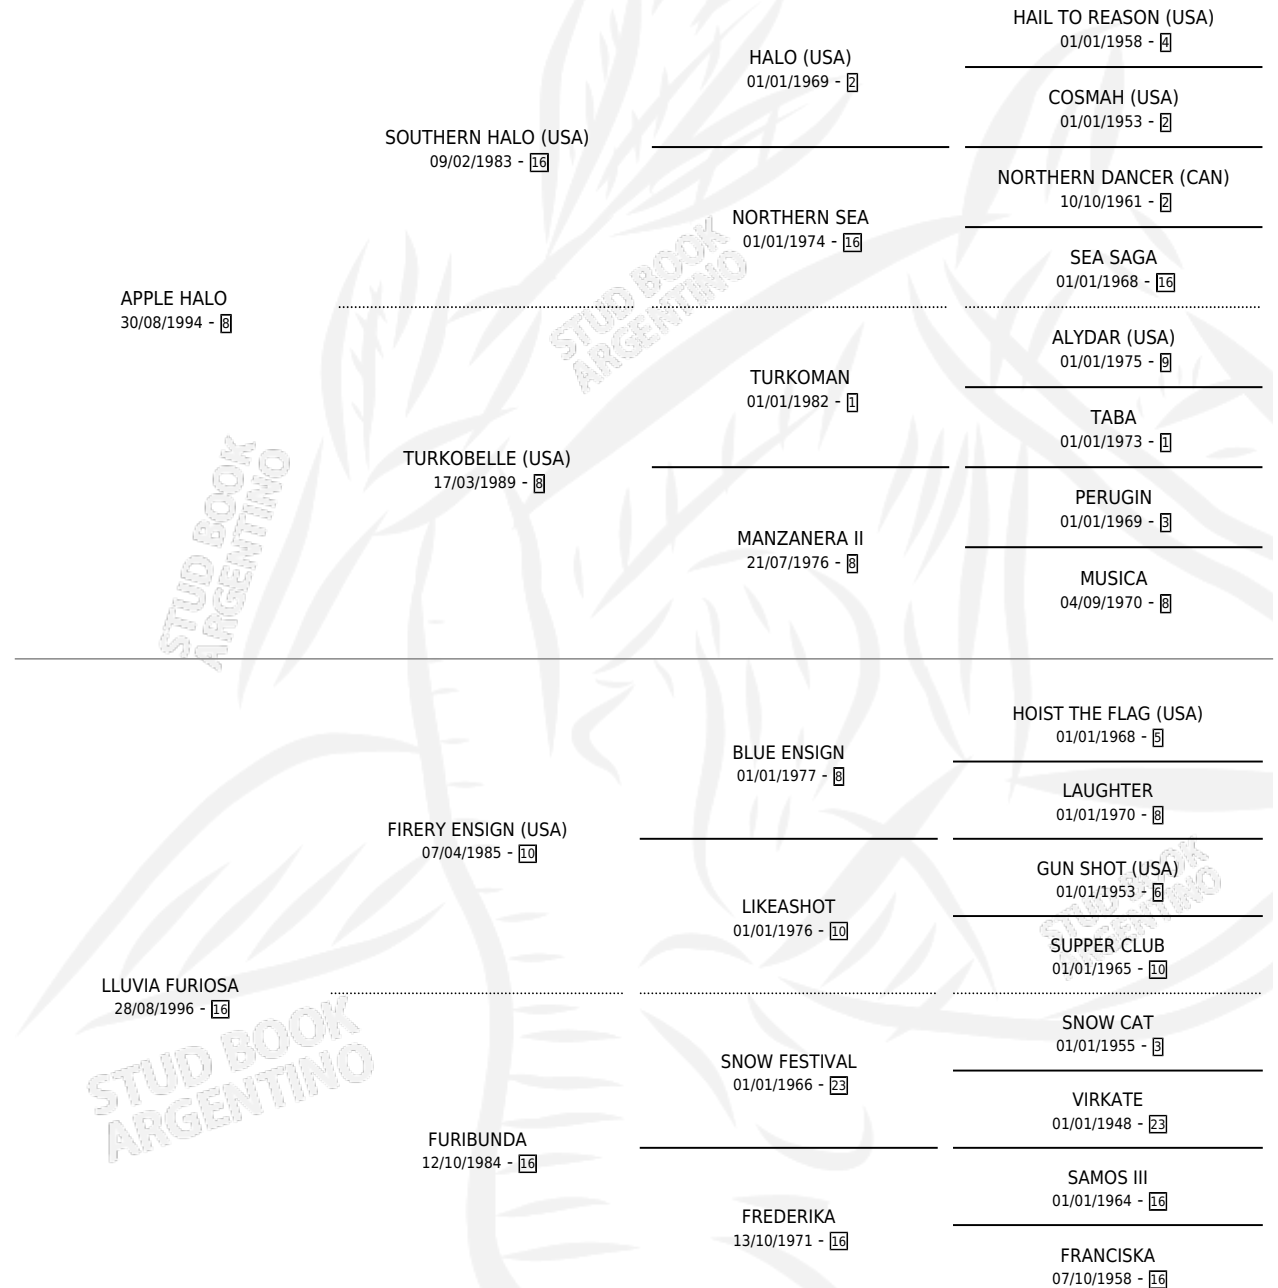 HAIL TO REASON (USA)
01/01/1958 - 4
HALO (USA)
01/01/1969 - 2
COSMAH (USA)
01/01/1953 - 2
SOUTHERN HALO (USA)
09/02/1983 - 16
NORTHERN DANCER (CAN)
10/10/1961 - 2
NORTHERN SEA
01/01/1974 - 16
SEA SAGA
01/01/1968 - 16
APPLE HALO
30/08/1994 - 8
ALYDAR (USA)
01/01/1975 - 9
TURKOMAN
01/01/1982 - 1
TABA
01/01/1973 - 1
TURKOBELLE (USA)
17/03/1989 - 8
PERUGIN
01/01/1969 - 3
MANZANERA II
21/07/1976 - 8
MUSICA
04/09/1970 - 8
HOIST THE FLAG (USA)
01/01/1968 - 5
BLUE ENSIGN
01/01/1977 - 8
LAUGHTER
01/01/1970 - 8
FIRERY ENSIGN (USA)
07/04/1985 - 10
GUN SHOT (USA)
01/01/1953 - 6
LIKEASHOT
01/01/1976 - 10
SUPPER CLUB
01/01/1965 - 10
LLUVIA FURIOSA
28/08/1996 - 16
SNOW CAT
01/01/1955 - 3
SNOW FESTIVAL
01/01/1966 - 23
VIRKATE
01/01/1948 - 23
FURIBUNDA
12/10/1984 - 16
SAMOS III
01/01/1964 - 16
FREDERIKA
13/10/1971 - 16
FRANCISKA
07/10/1958 - 16
STUD BOOK
ARGENTINO
STUD BOOK
ARGENTINO
STUD BOOK
ARGENTINO
STUD BOOK
ARGENTINO